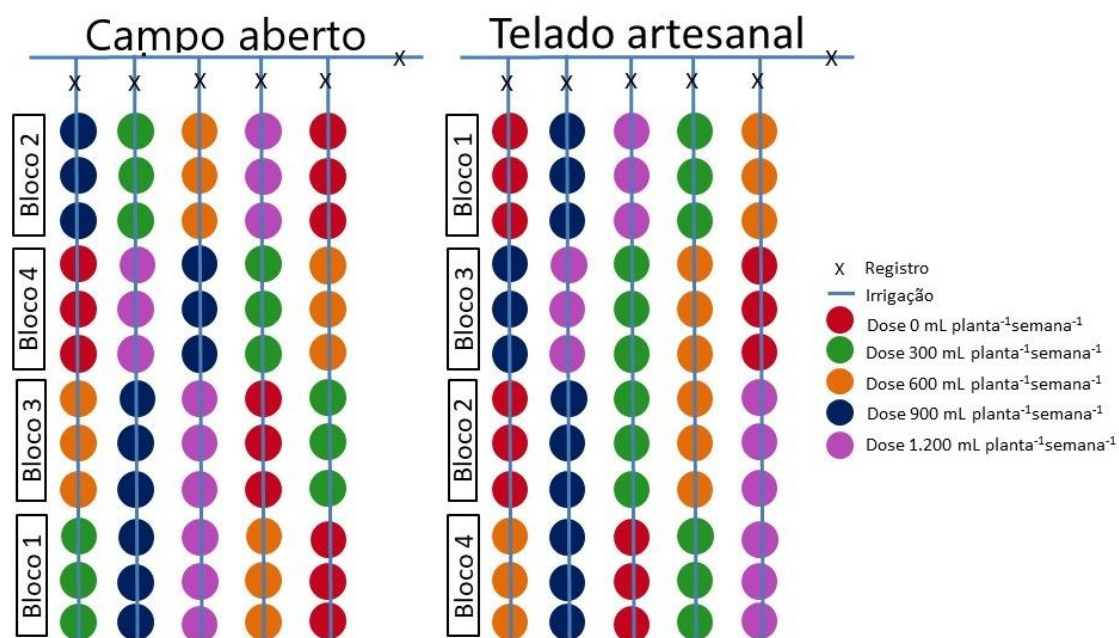 Campo aberto
X
X X X X X
Bloco 2
Bloco 4
Bloco 3
Bloco 1
Telado artesanal
X
X X X X X
Bloco 1
Bloco 3
Bloco 2
Bloco 4
X Registro
Irrigação
Dose 0 mL planta⁻¹semana⁻¹
Dose 300 mL planta⁻¹semana⁻¹
Dose 600 mL planta⁻¹semana⁻¹
Dose 900 mL planta⁻¹semana⁻¹
Dose 1.200 mL planta⁻¹semana⁻¹